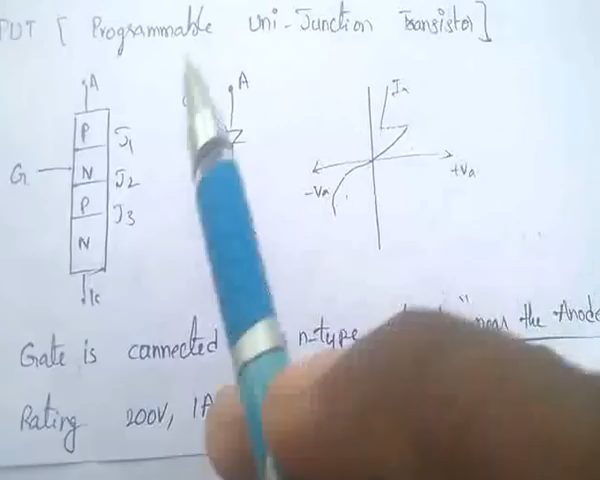 PUT [ Programmable Uni-Junction Transistor]
A
A
P
J1
G
N
J2
P
J3
N
K
Ia
-Va
+Va
Gate is connected n-type near the Anode
Rating 200V, 1A